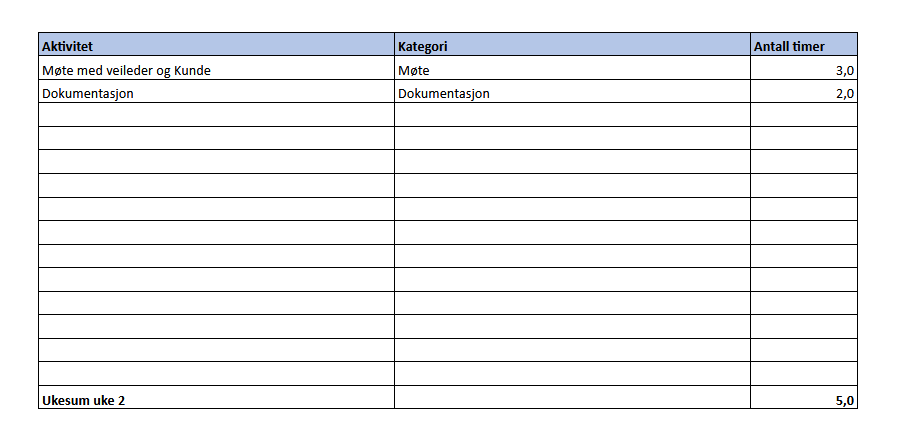 Aktivitet Kategori Antall timer
Møte med veileder og Kunde Møte 3,0
Dokumentasjon Dokumentasjon 2,0
Ukesum uke 2 5,0